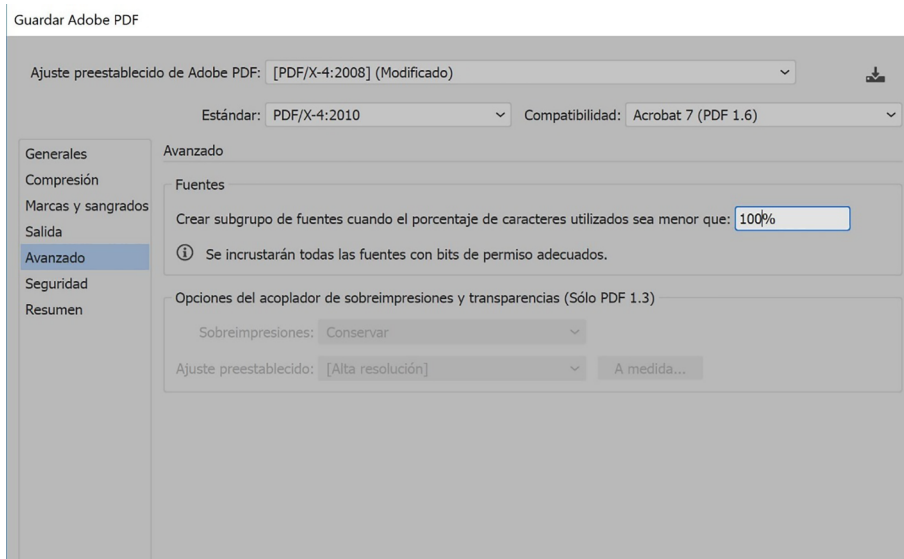 Guardar Adobe PDF
Ajuste preestablecido de Adobe PDF: [PDF/X-4:2008] (Modificado)
Estándar: PDF/X-4:2010 Compatibilidad: Acrobat 7 (PDF 1.6)
Generales
Compresión
Marcas y sangrados
Salida
Avanzado
Seguridad
Resumen
Avanzado
Fuentes
Crear subgrupo de fuentes cuando el porcentaje de caracteres utilizados sea menor que: 100%
Se incrustarán todas las fuentes con bits de permiso adecuados.
Opciones del acoplador de sobreimpresiones y transparencias (Sólo PDF 1.3)
Sobreimpresiones: Conservar
Ajuste preestablecido: [Alta resolución] A medida...